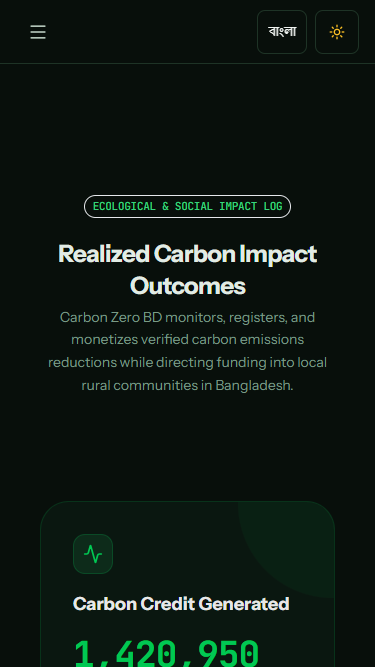 বাংলা
ECOLOGICAL & SOCIAL IMPACT LOG
Realized Carbon Impact
Outcomes
Carbon Zero BD monitors, registers, and
monetizes verified carbon emissions
reductions while directing funding into local
rural communities in Bangladesh.
Carbon Credit Generated
1,420,950